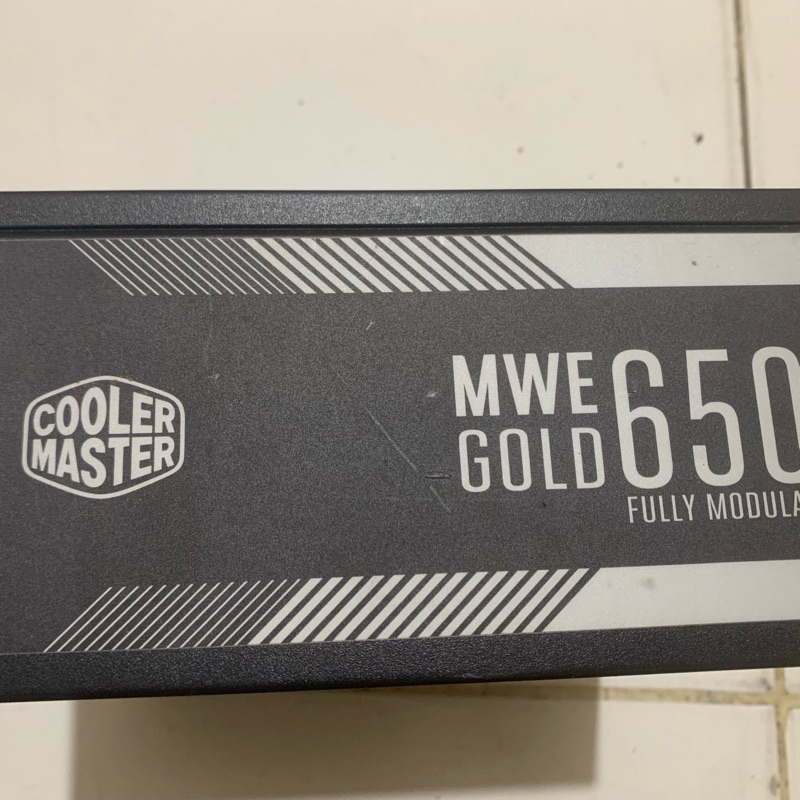 COOLER
MASTER
MWE
GOLD
650
FULLY MODULA